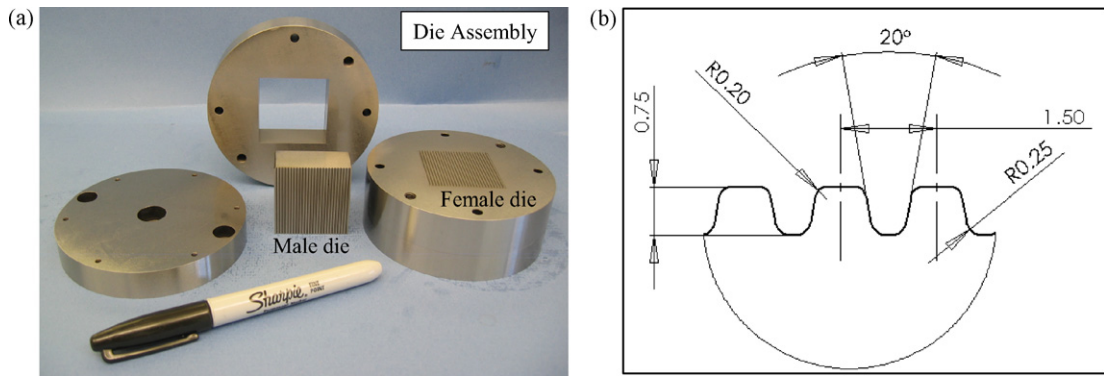 (a)
Die Assembly
Female die
Male die
Sharpie
(b)
20°
R0.20
0.75
1.50
R0.25